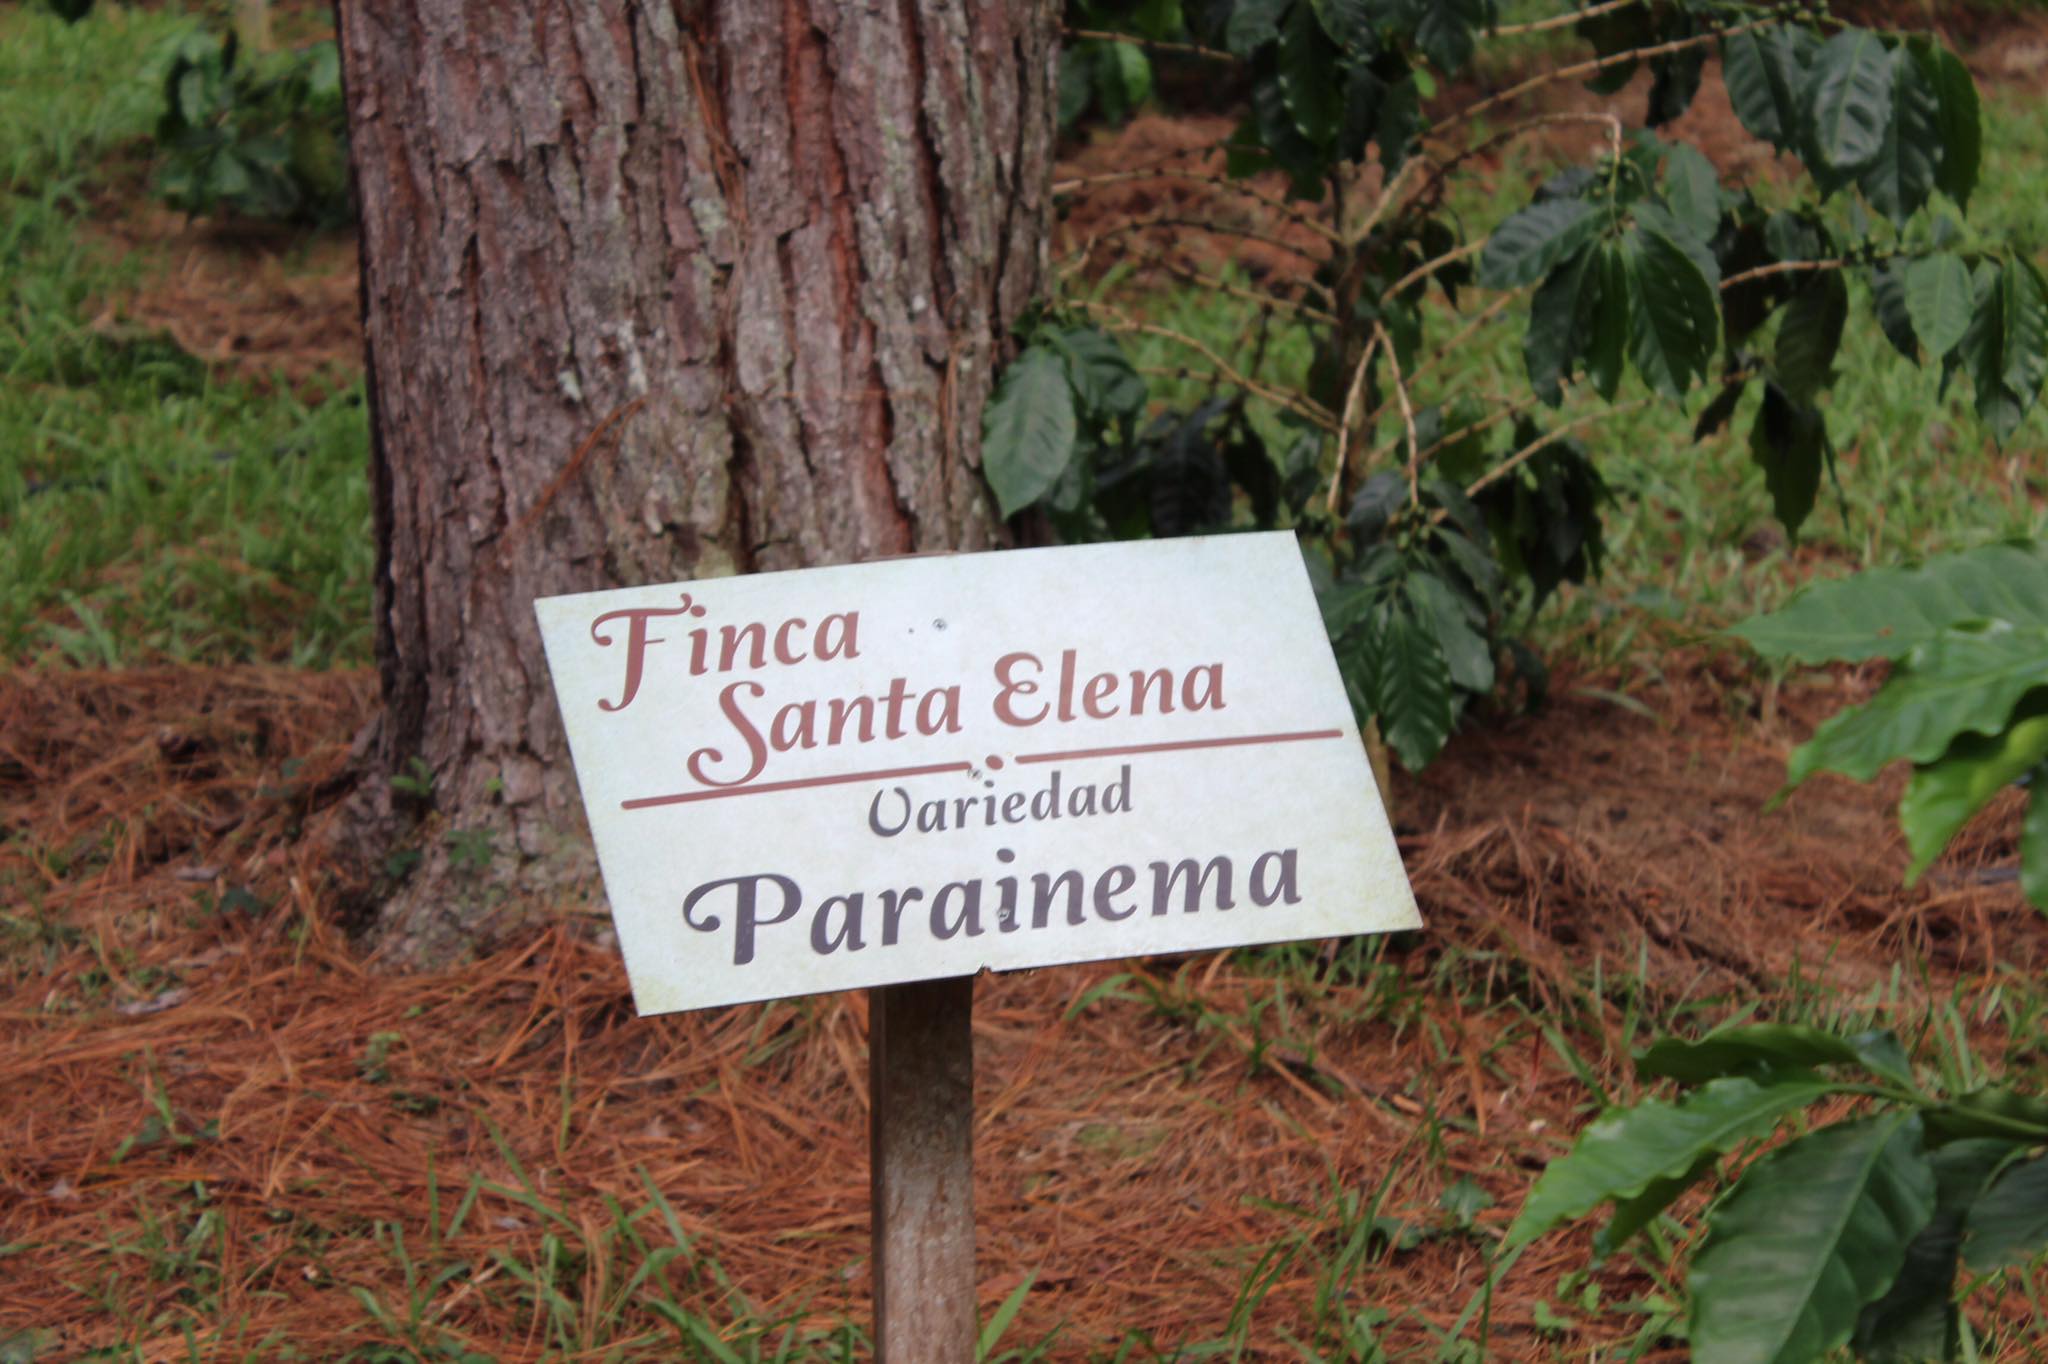 Finca
Santa Elena
Variedad
Parainema